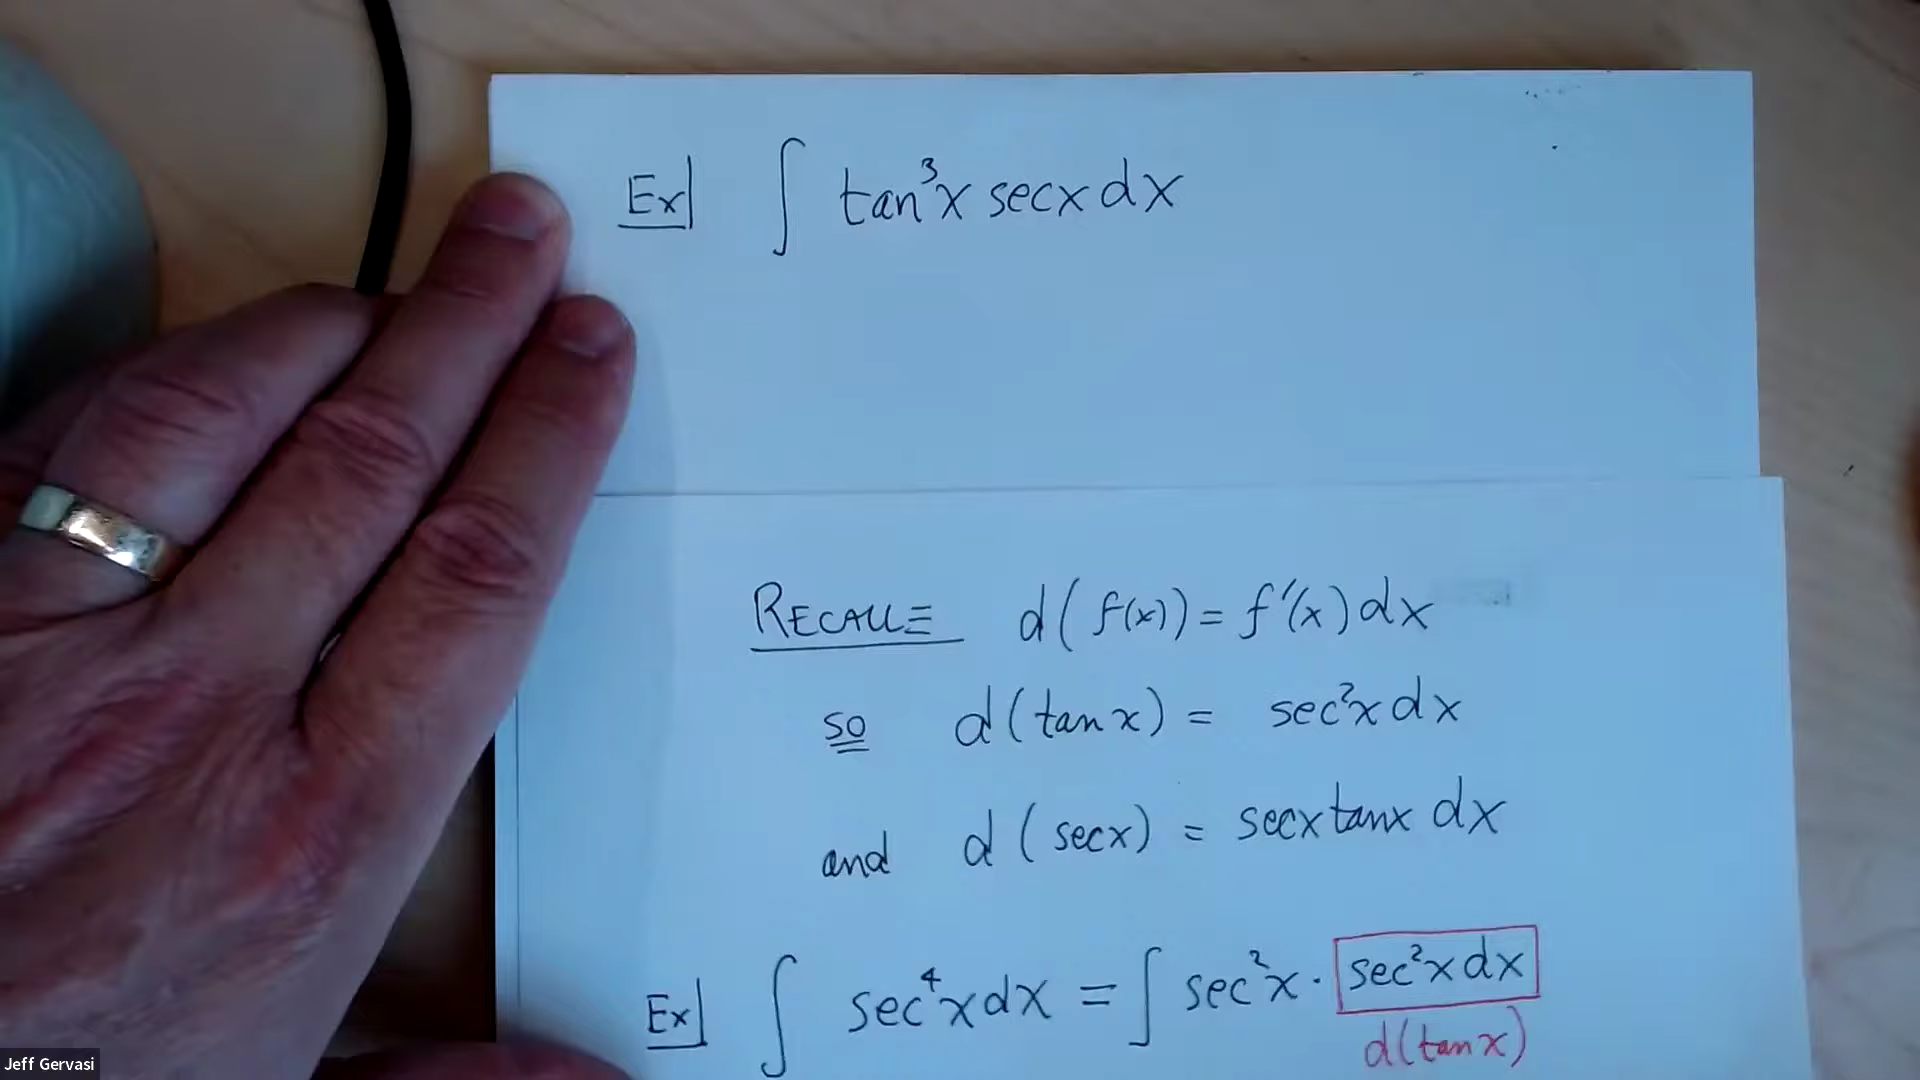 Ex ∫ tan³x secx dx
RECALL d(f(x)) = f'(x) dx
so d(tan x) = sec²x dx
and d(secx) = secx tanx dx
Ex ∫ sec⁴x dx = ∫ sec²x · sec²x dx
d(tan x)
Jeff Gervasi